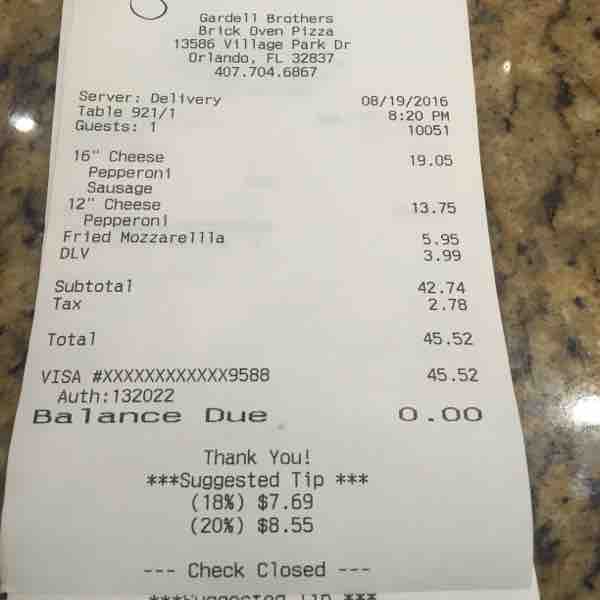 Gardell Brothers
Brick Oven Pizza
13586 Village Park Dr
Orlando, FL 32837
407.704.6867
Server: Delivery 08/19/2016
Table 921/1 8:20 PM
Guests: 1 10051
16" Cheese 19.05
Pepperoni
Sausage
12" Cheese 13.75
Pepperoni
Fried Mozzarellla 5.95
DLV 3.99
Subtotal 42.74
Tax 2.78
Total 45.52
VISA #XXXXXXXXXXXX9588 45.52
Auth:132022
Balance Due 0.00
Thank You!
***Suggested Tip ***
(18%) $7.69
(20%) $8.55
--- Check Closed ---
***Suggested Tip ***